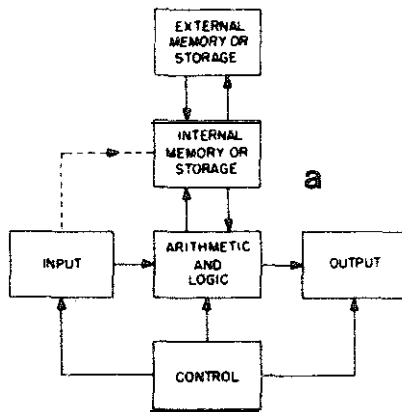 EXTERNAL
MEMORY OR
STORAGE
INTERNAL
MEMORY OR
STORAGE
a
INPUT
ARITHMETIC
AND
LOGIC
OUTPUT
CONTROL